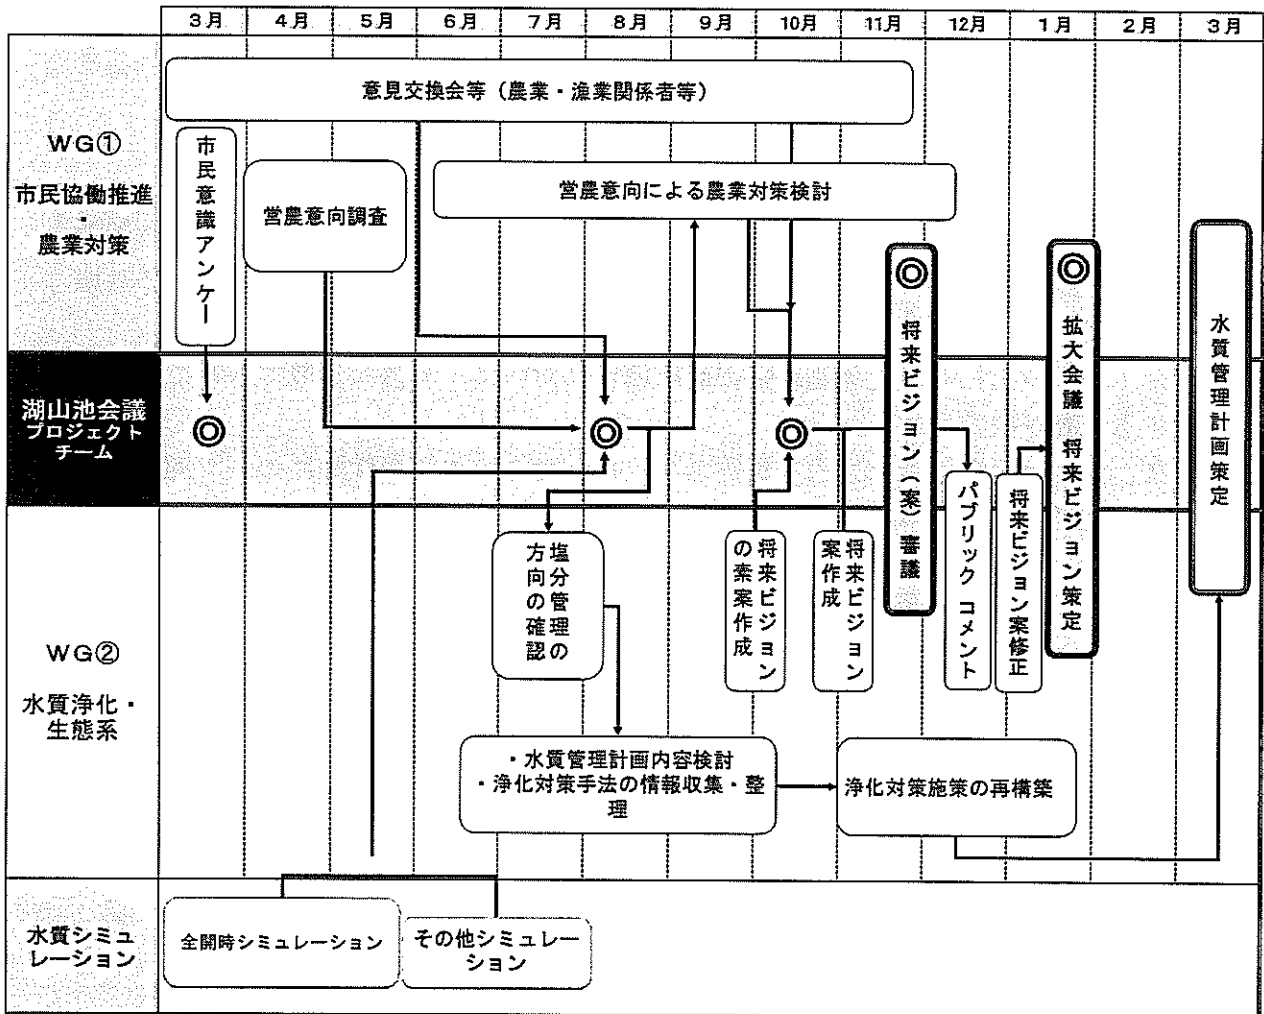 3月 4月 5月 6月 7月 8月 9月 10月 11月 12月 1月 2月 3月
WG①
市民協働推進
・
農業対策
意見交換会等（農業・漁業関係者等）
市民意識アンケー
営農意向調査
営農意向による農業対策検討
湖山池会議
プロジェクト
チーム
◎
◎
◎
◎
将来ビジョン（案）審議
◎
拡大会議 将来ビジョン策定
水質管理計画策定
WG②
水質浄化・
生態系
塩分管理の
方向の確認
将来ビジョン
の素案作成
将来ビジョン
案作成
パブリック コメント
将来ビジョン案修正
・水質管理計画内容検討
・浄化対策手法の情報収集・整
理
浄化対策施策の再構築
水質シミュ
レーション
全開時シミュレーション
その他シミュレー
ション